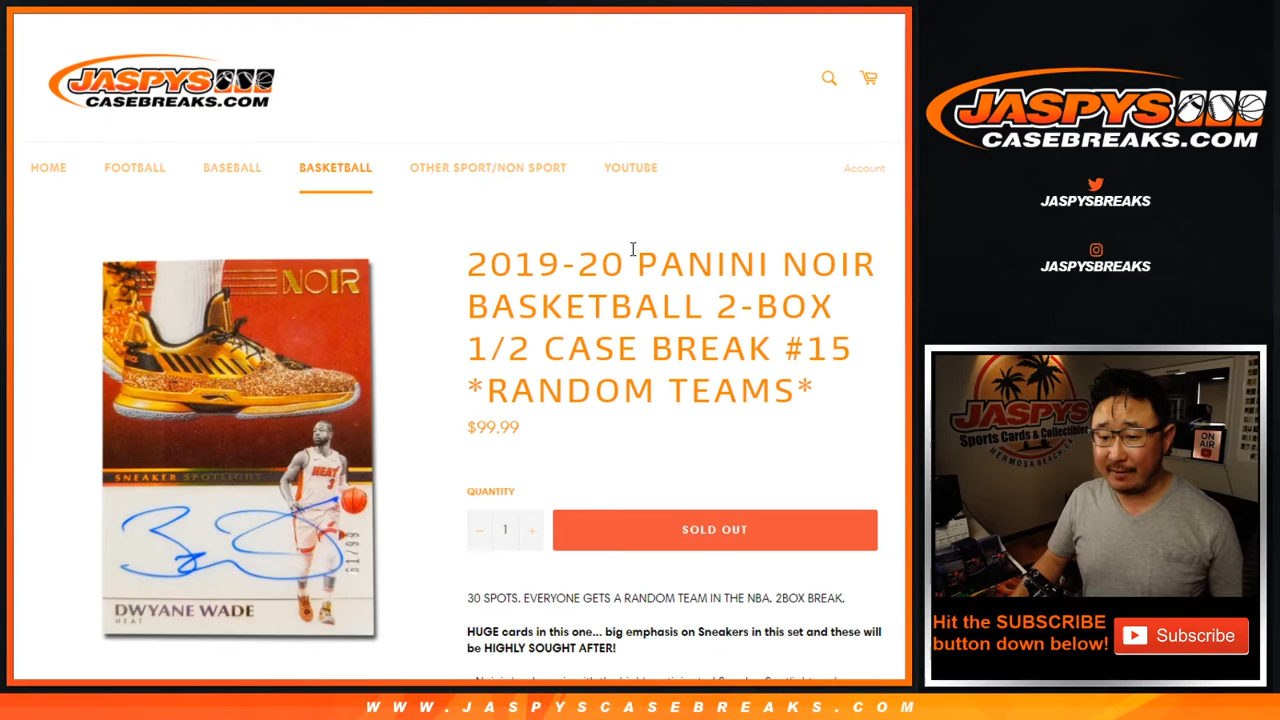 JASPYS
CASEBREAKS.COM
HOME FOOTBALL BASEBALL BASKETBALL OTHER SPORT/NON SPORT YOUTUBE Account
NOIR
SNEAKER SPOTLIGHT
HEAT
3
61/99
DWYANE WADE
HEAT
2019-20 PANINI NOIR
BASKETBALL 2-BOX
1/2 CASE BREAK #15
*RANDOM TEAMS*
$99.99
QUANTITY
− 1 +
SOLD OUT
30 SPOTS. EVERYONE GETS A RANDOM TEAM IN THE NBA. 2BOX BREAK.
HUGE cards in this one... big emphasis on Sneakers in this set and these will
be HIGHLY SOUGHT AFTER!
JASPYS
CASEBREAKS.COM
JASPYSBREAKS
JASPYSBREAKS
JASPYS
Sports Cards & Collectibles
HERMOSA BEACH, CA
ON
AIR
Hit the SUBSCRIBE
button down below!
Subscribe
WWW.JASPYSCASEBREAKS.COM